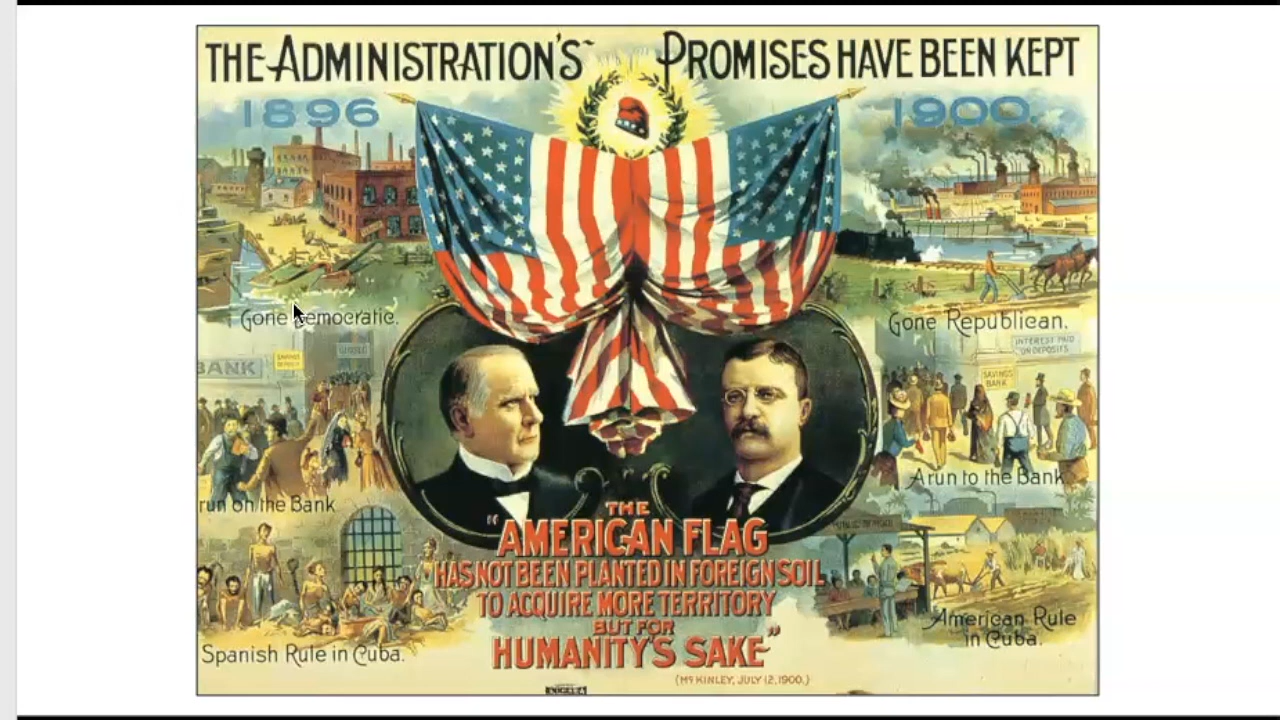 THE ADMINISTRATION'S PROMISES HAVE BEEN KEPT
1896
1900
Gone Democratic.
Gone Republican.
BANK
INTEREST PAID
ON DEPOSITS
SAVINGS
BANK
run on the Bank
A run to the Bank.
THE
"AMERICAN FLAG
HAS NOT BEEN PLANTED IN FOREIGN SOIL
TO ACQUIRE MORE TERRITORY
BUT FOR
HUMANITY'S SAKE"
(McKINLEY, JULY 12, 1900.)
Spanish Rule in Cuba.
American Rule
in Cuba.